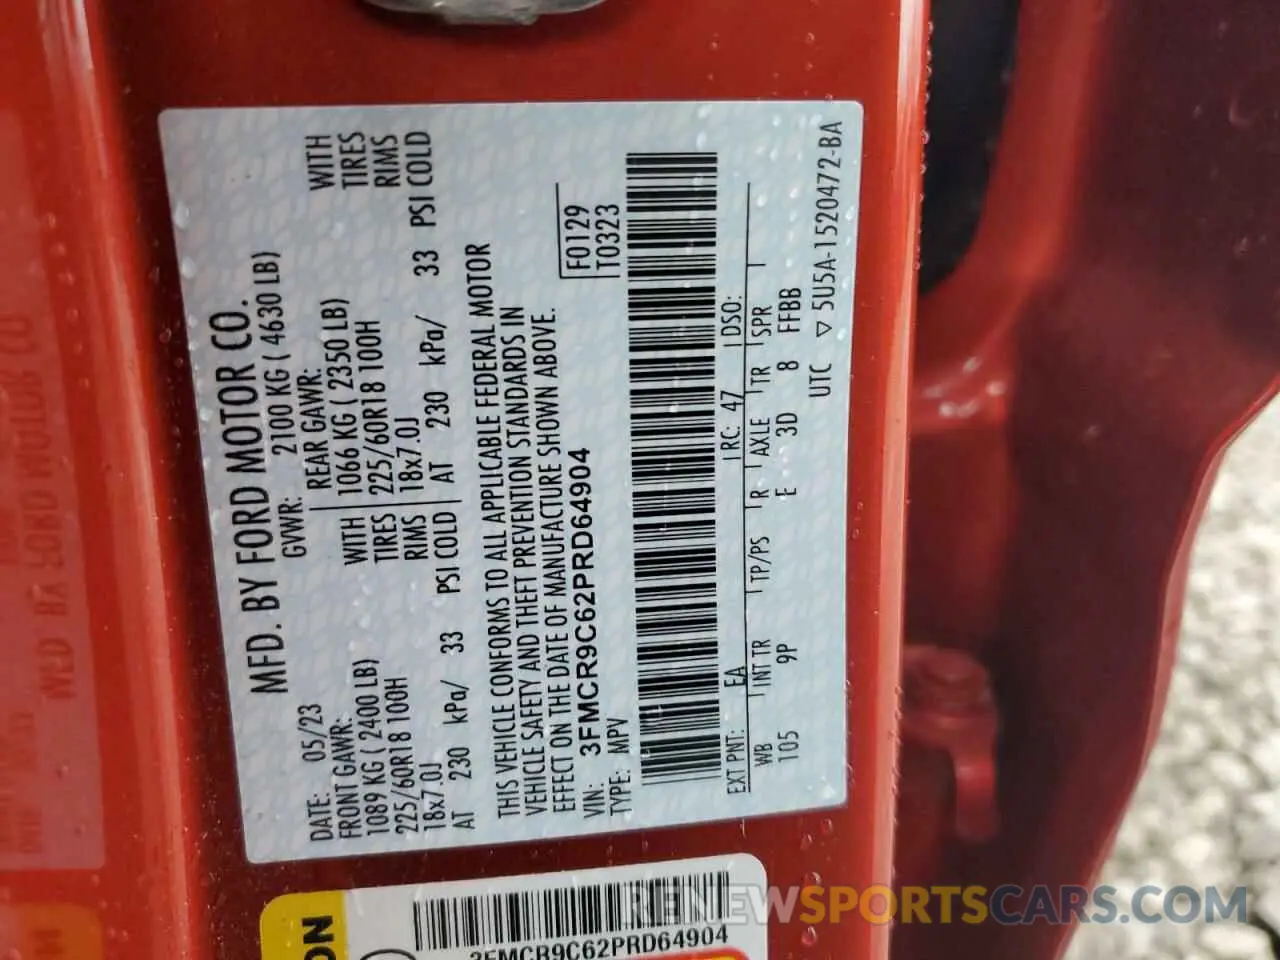 MFD. BY FORD MOTOR CO.
DATE: 05/23 GVWR: 2100 KG ( 4630 LB)
FRONT GAWR: REAR GAWR:
1089 KG ( 2400 LB) WITH 1066 KG ( 2350 LB) WITH
225/60R18 100H TIRES 225/60R18 100H TIRES
18x7.0J RIMS 18x7.0J RIMS
AT 230 kPa/ 33 PSI COLD AT 230 kPa/ 33 PSI COLD
THIS VEHICLE CONFORMS TO ALL APPLICABLE FEDERAL MOTOR
VEHICLE SAFETY AND THEFT PREVENTION STANDARDS IN
EFFECT ON THE DATE OF MANUFACTURE SHOWN ABOVE.
VIN: 3FMCR9C62PRD64904 F0129
TYPE: MPV T0323
EXT PNT: EA RC: 47 DSO:
WB INT TR TP/PS R AXLE TR SPR
105 9P E 3D 8 FFBB
UTC ▽ 5U5A-1520472-BA
3FMCR9C62PRD64904
RENEWSPORTSCARS.COM